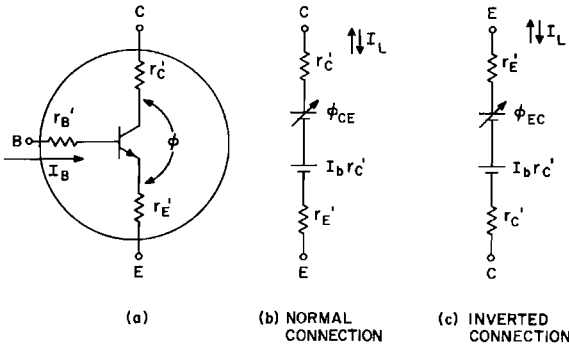 C
r_C'
r_B'
B
I_B
ϕ
r_E'
E
(a)
C
I_L
r_C'
ϕ_CE
I_b r_C'
r_E'
E
(b) NORMAL
CONNECTION
E
I_L
r_E'
ϕ_EC
I_b r_C'
r_C'
C
(c) INVERTED
CONNECTION